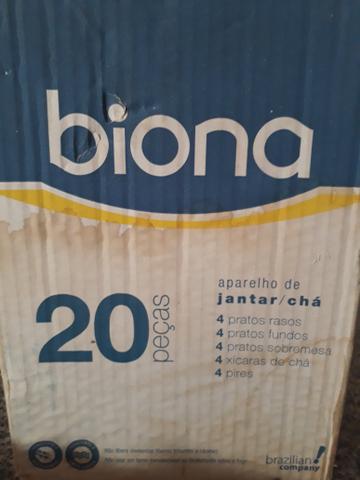 biona
20
peças
aparelho de
jantar/chá
4 pratos rasos
4 pratos fundos
4 pratos sobremesa
4 xícaras de chá
4 pires
brazilian!
company